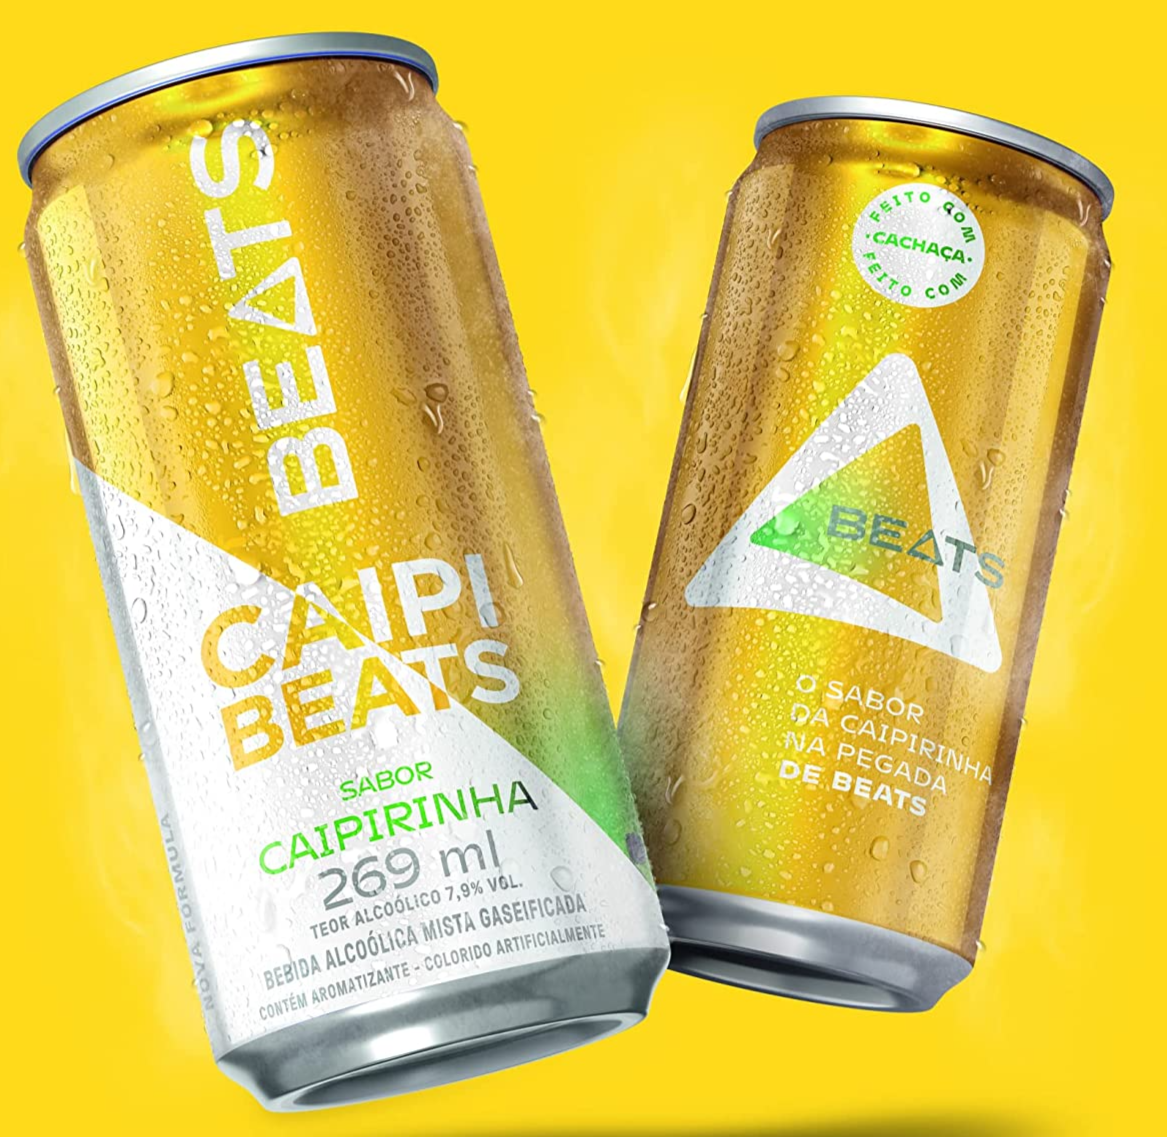 BEATS
CAIPI
BEATS
SABOR
CAIPIRINHA
269 ml
TEOR ALCOÓLICO 7,9% VOL.
BEBIDA ALCOÓLICA MISTA GASEIFICADA
CONTÉM AROMATIZANTE - COLORIDO ARTIFICIALMENTE
NOVA FORMULA
FEITO COM
·CACHAÇA·
FEITO COM
BEATS
O SABOR
DA CAIPIRINHA
NA PEGADA
DE BEATS